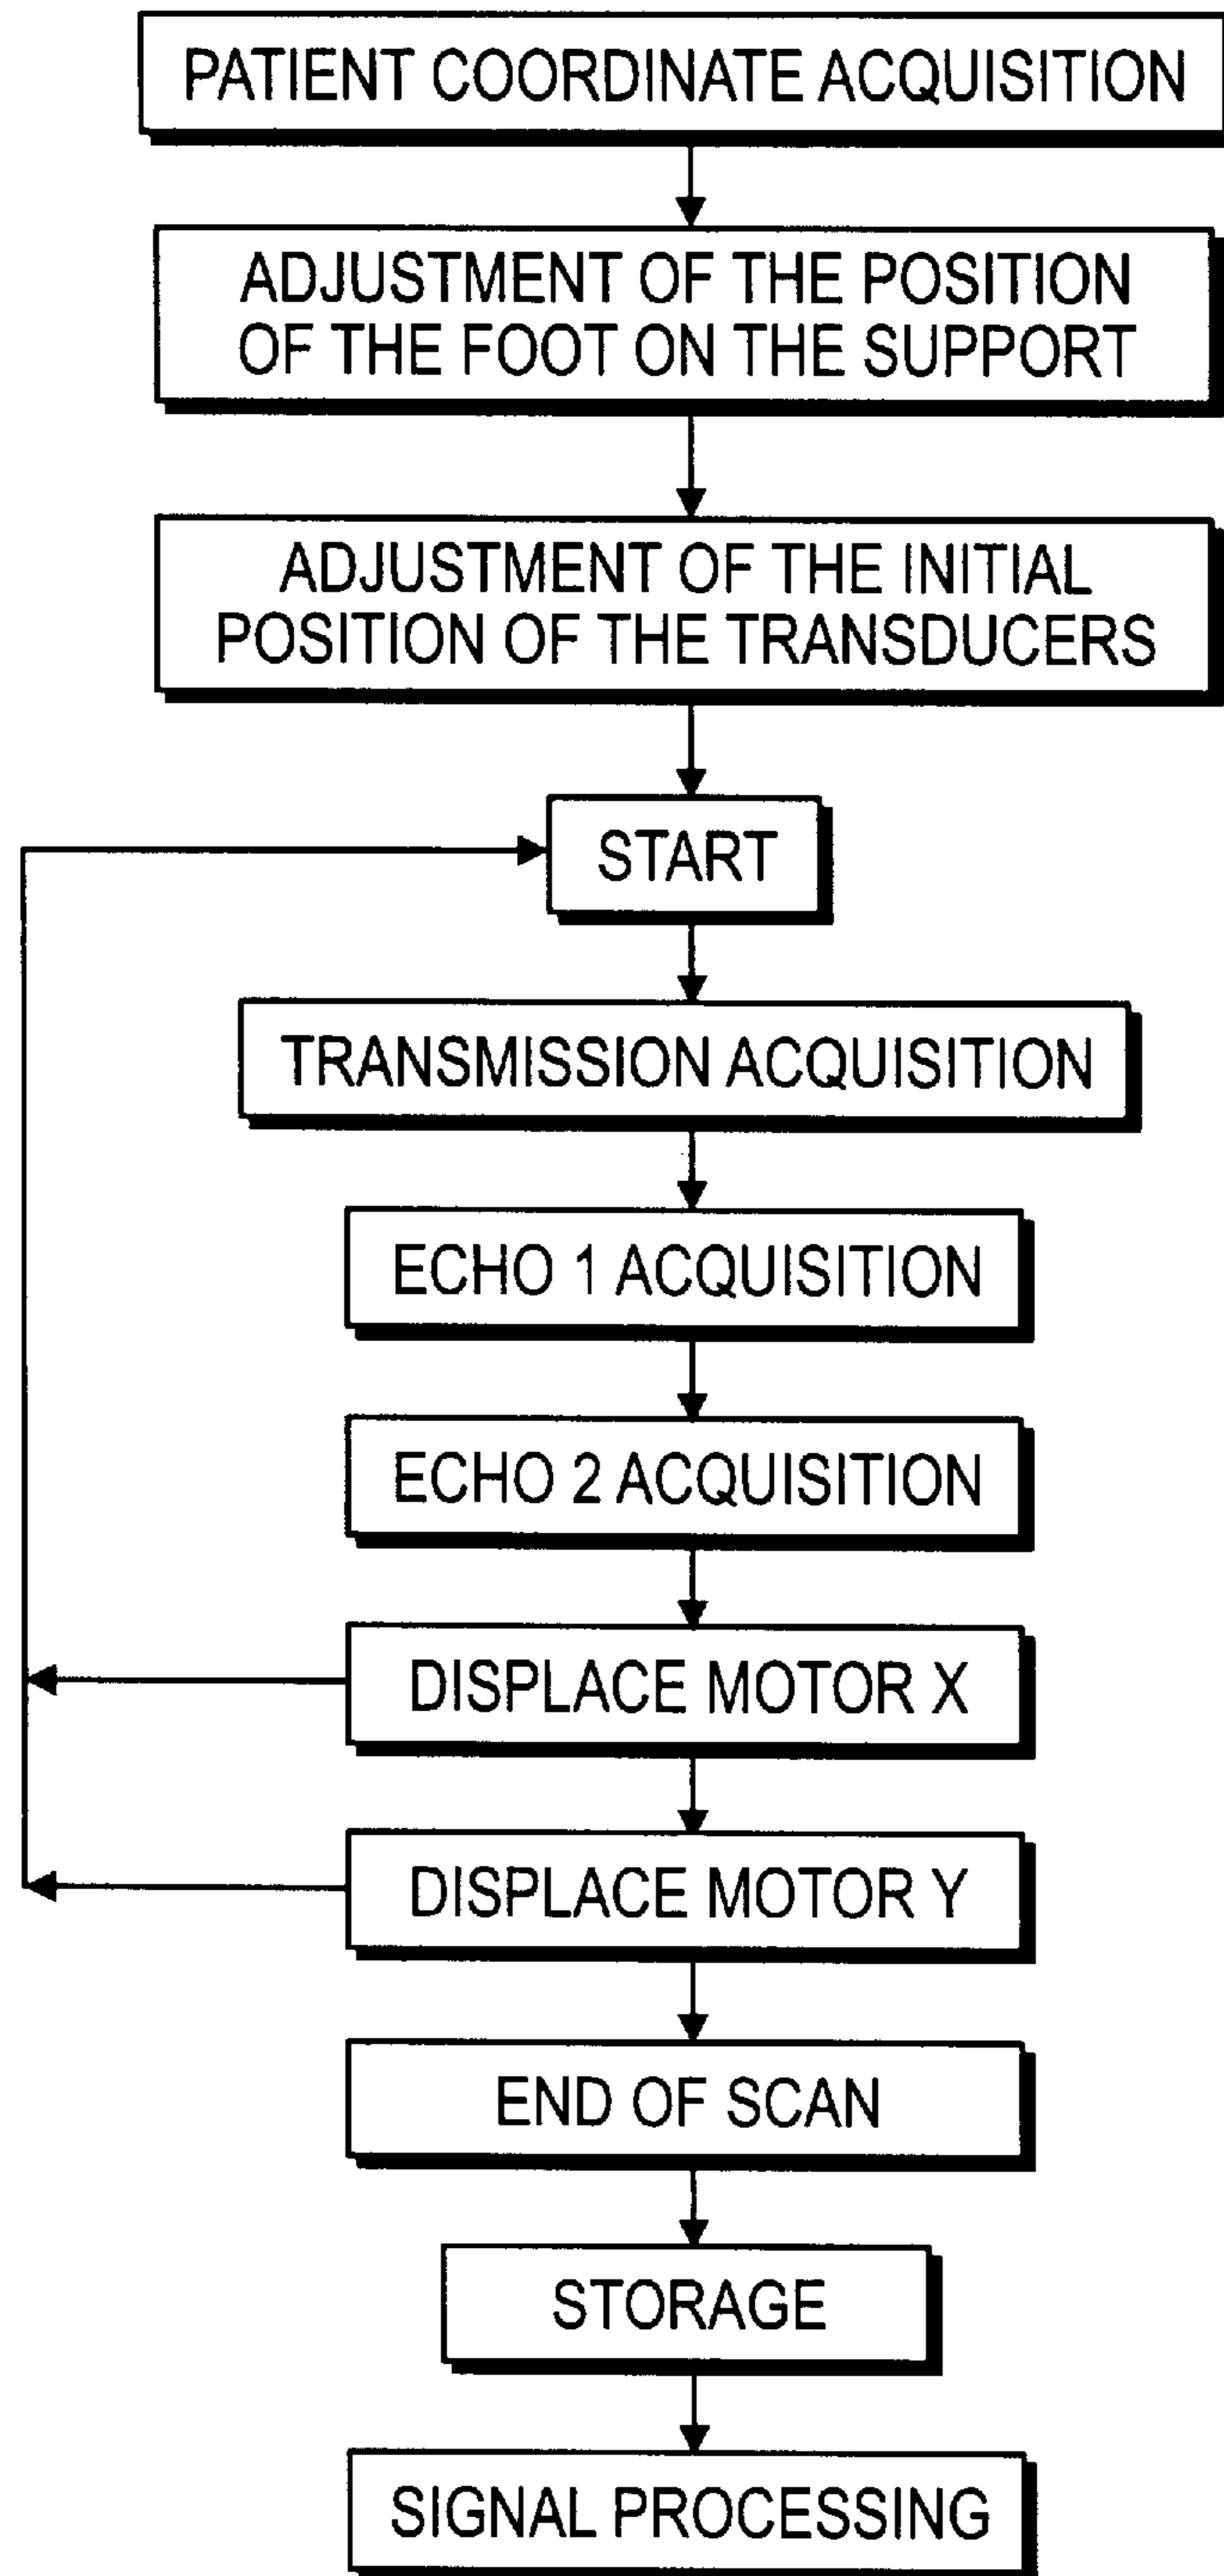 PATIENT COORDINATE ACQUISITION
ADJUSTMENT OF THE POSITION
OF THE FOOT ON THE SUPPORT
ADJUSTMENT OF THE INITIAL
POSITION OF THE TRANSDUCERS
START
TRANSMISSION ACQUISITION
ECHO 1 ACQUISITION
ECHO 2 ACQUISITION
DISPLACE MOTOR X
DISPLACE MOTOR Y
END OF SCAN
STORAGE
SIGNAL PROCESSING